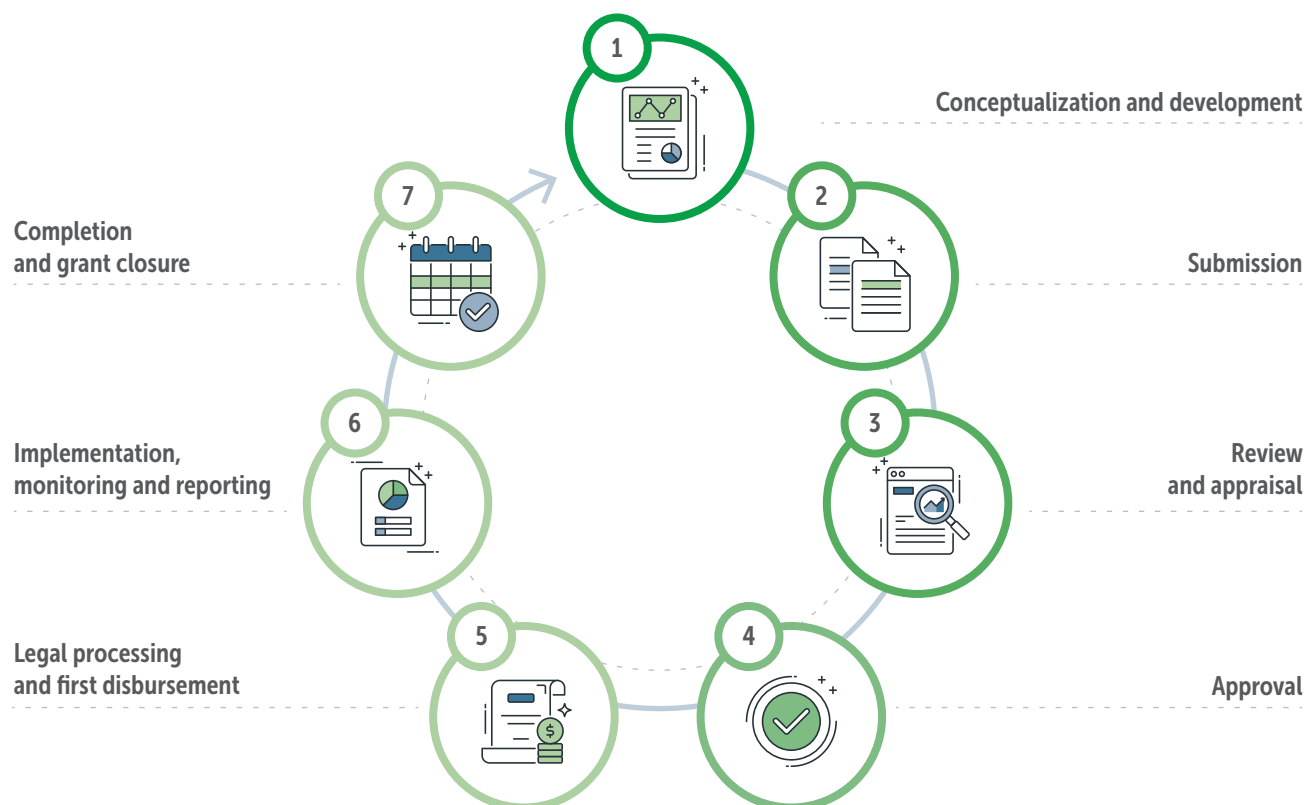 1
Conceptualization and development
2
Submission
3
Review
and appraisal
4
Approval
5
Legal processing
and first disbursement
6
Implementation,
monitoring and reporting
7
Completion
and grant closure
$